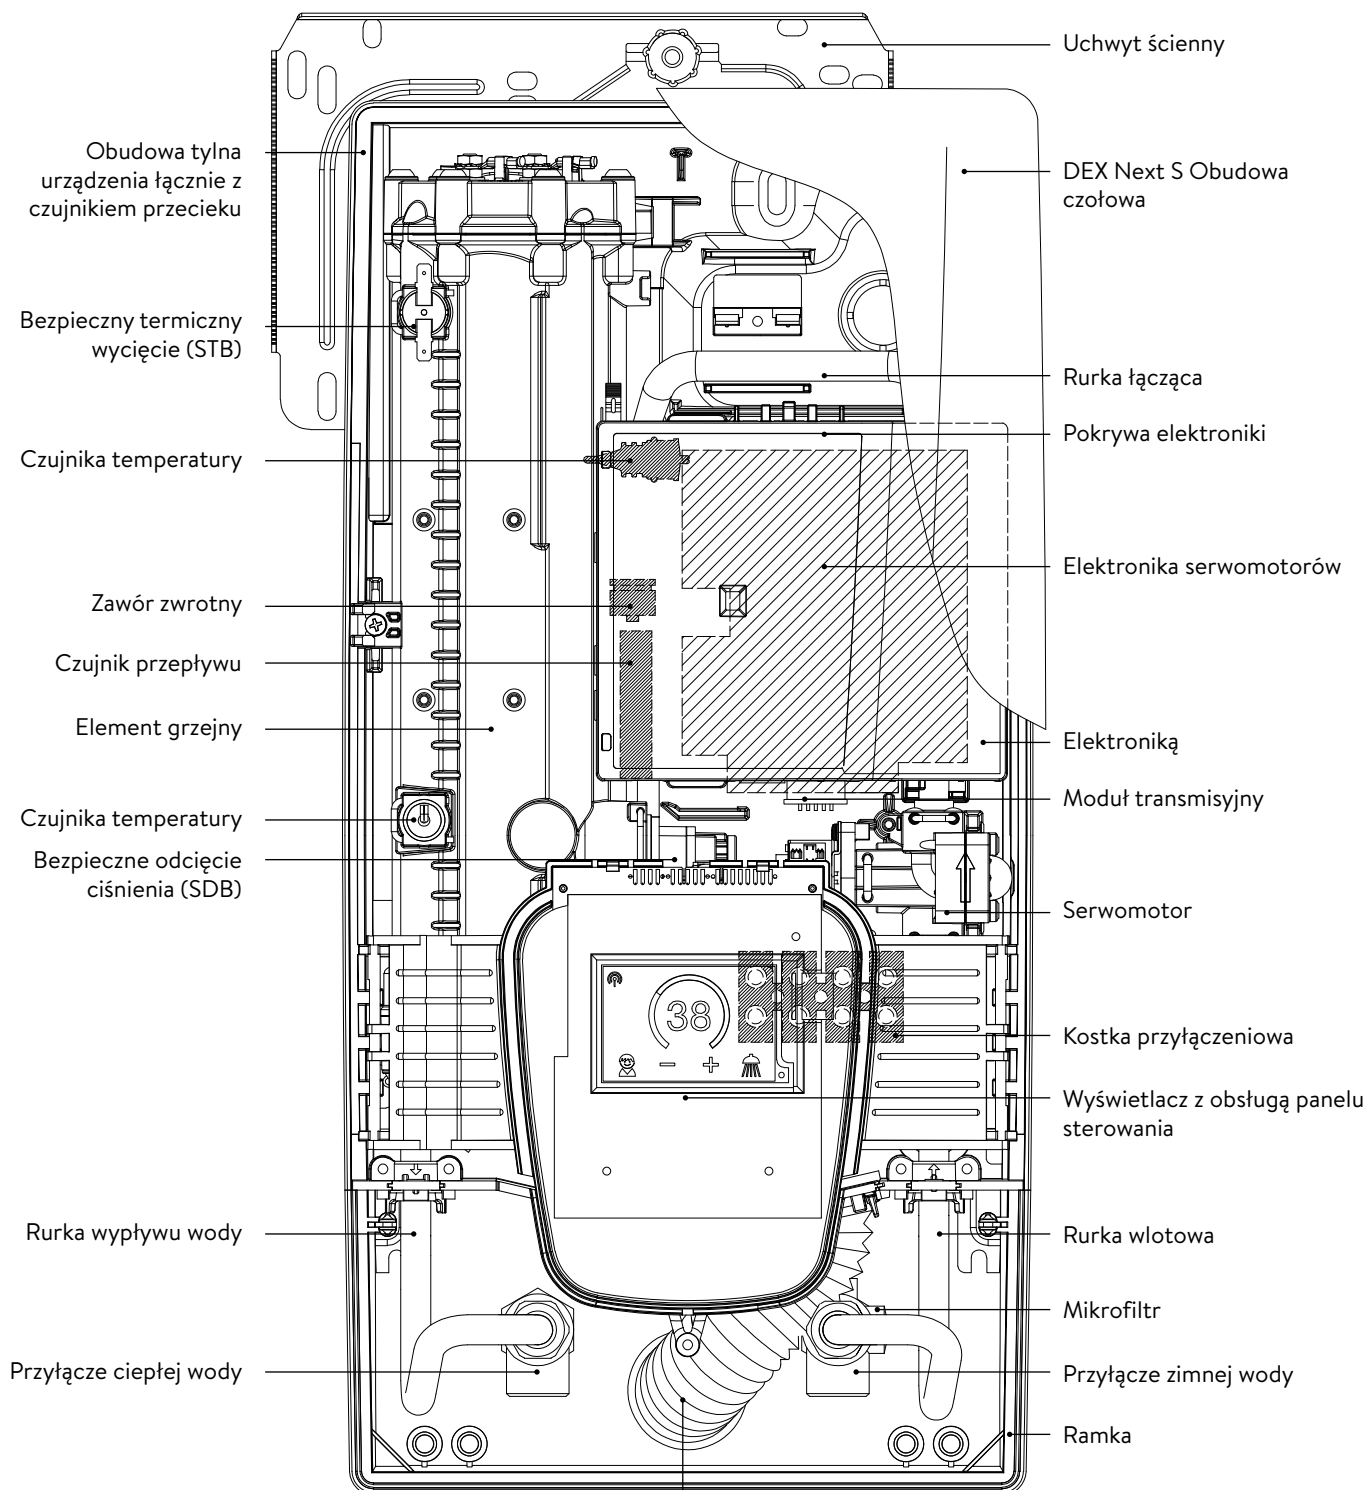 Uchwyt ścienny
Obudowa tylna
urządzenia łącznie z
czujnikiem przecieku
DEX Next S Obudowa
czołowa
Bezpieczny termiczny
wycięcie (STB)
Rurka łącząca
Pokrywa elektroniki
Czujnika temperatury
Elektronika serwomotorów
Zawór zwrotny
Czujnik przepływu
Element grzejny
Elektroniką
Moduł transmisyjny
Czujnika temperatury
Bezpieczne odcięcie
ciśnienia (SDB)
Serwomotor
38
Kostka przyłączeniowa
Wyświetlacz z obsługą panelu
sterowania
Rurka wypływu wody
Rurka wlotowa
Mikrofiltr
Przyłącze ciepłej wody
Przyłącze zimnej wody
Ramka